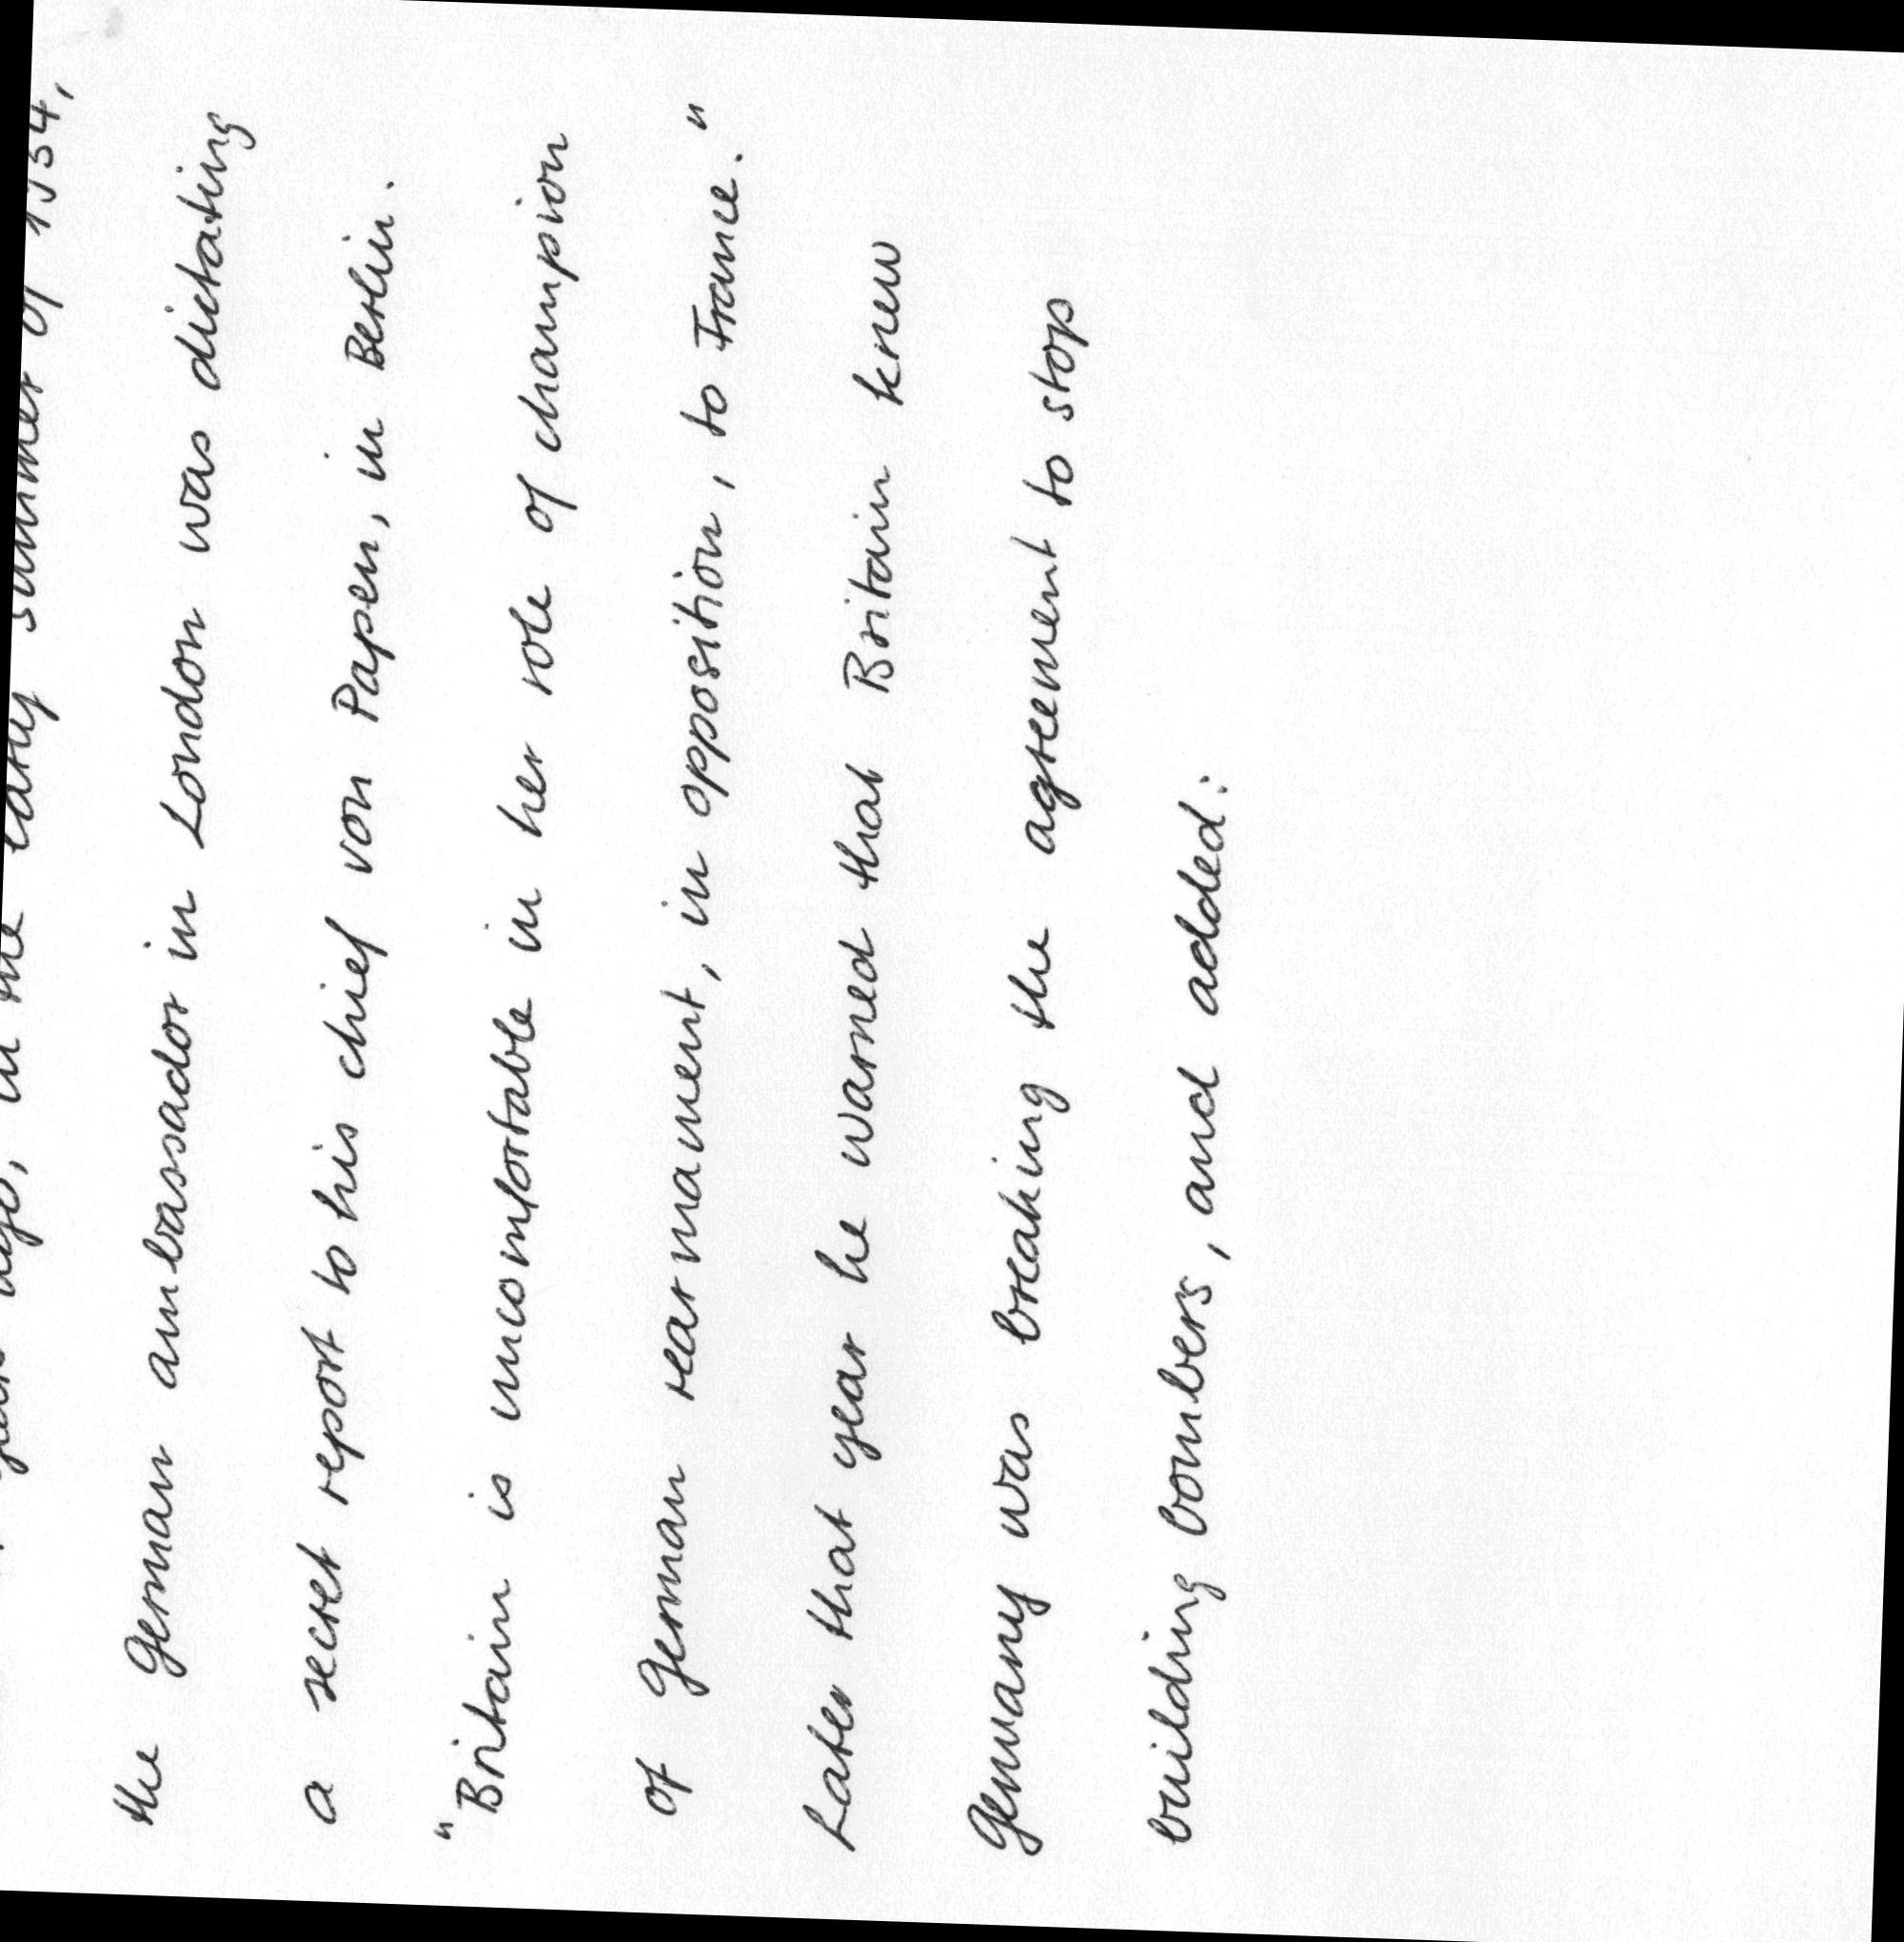 ago, in the early summer of 1934,
the German ambassador in London was dictating
a secret report to his chief von Papen, in Berlin.
"Britain is uncomfortable in her role of champion
of German rearmament, in opposition, to France."
Later that year he warned that Britain knew
Germany was breaking the agreement to stop
building bombers, and added: